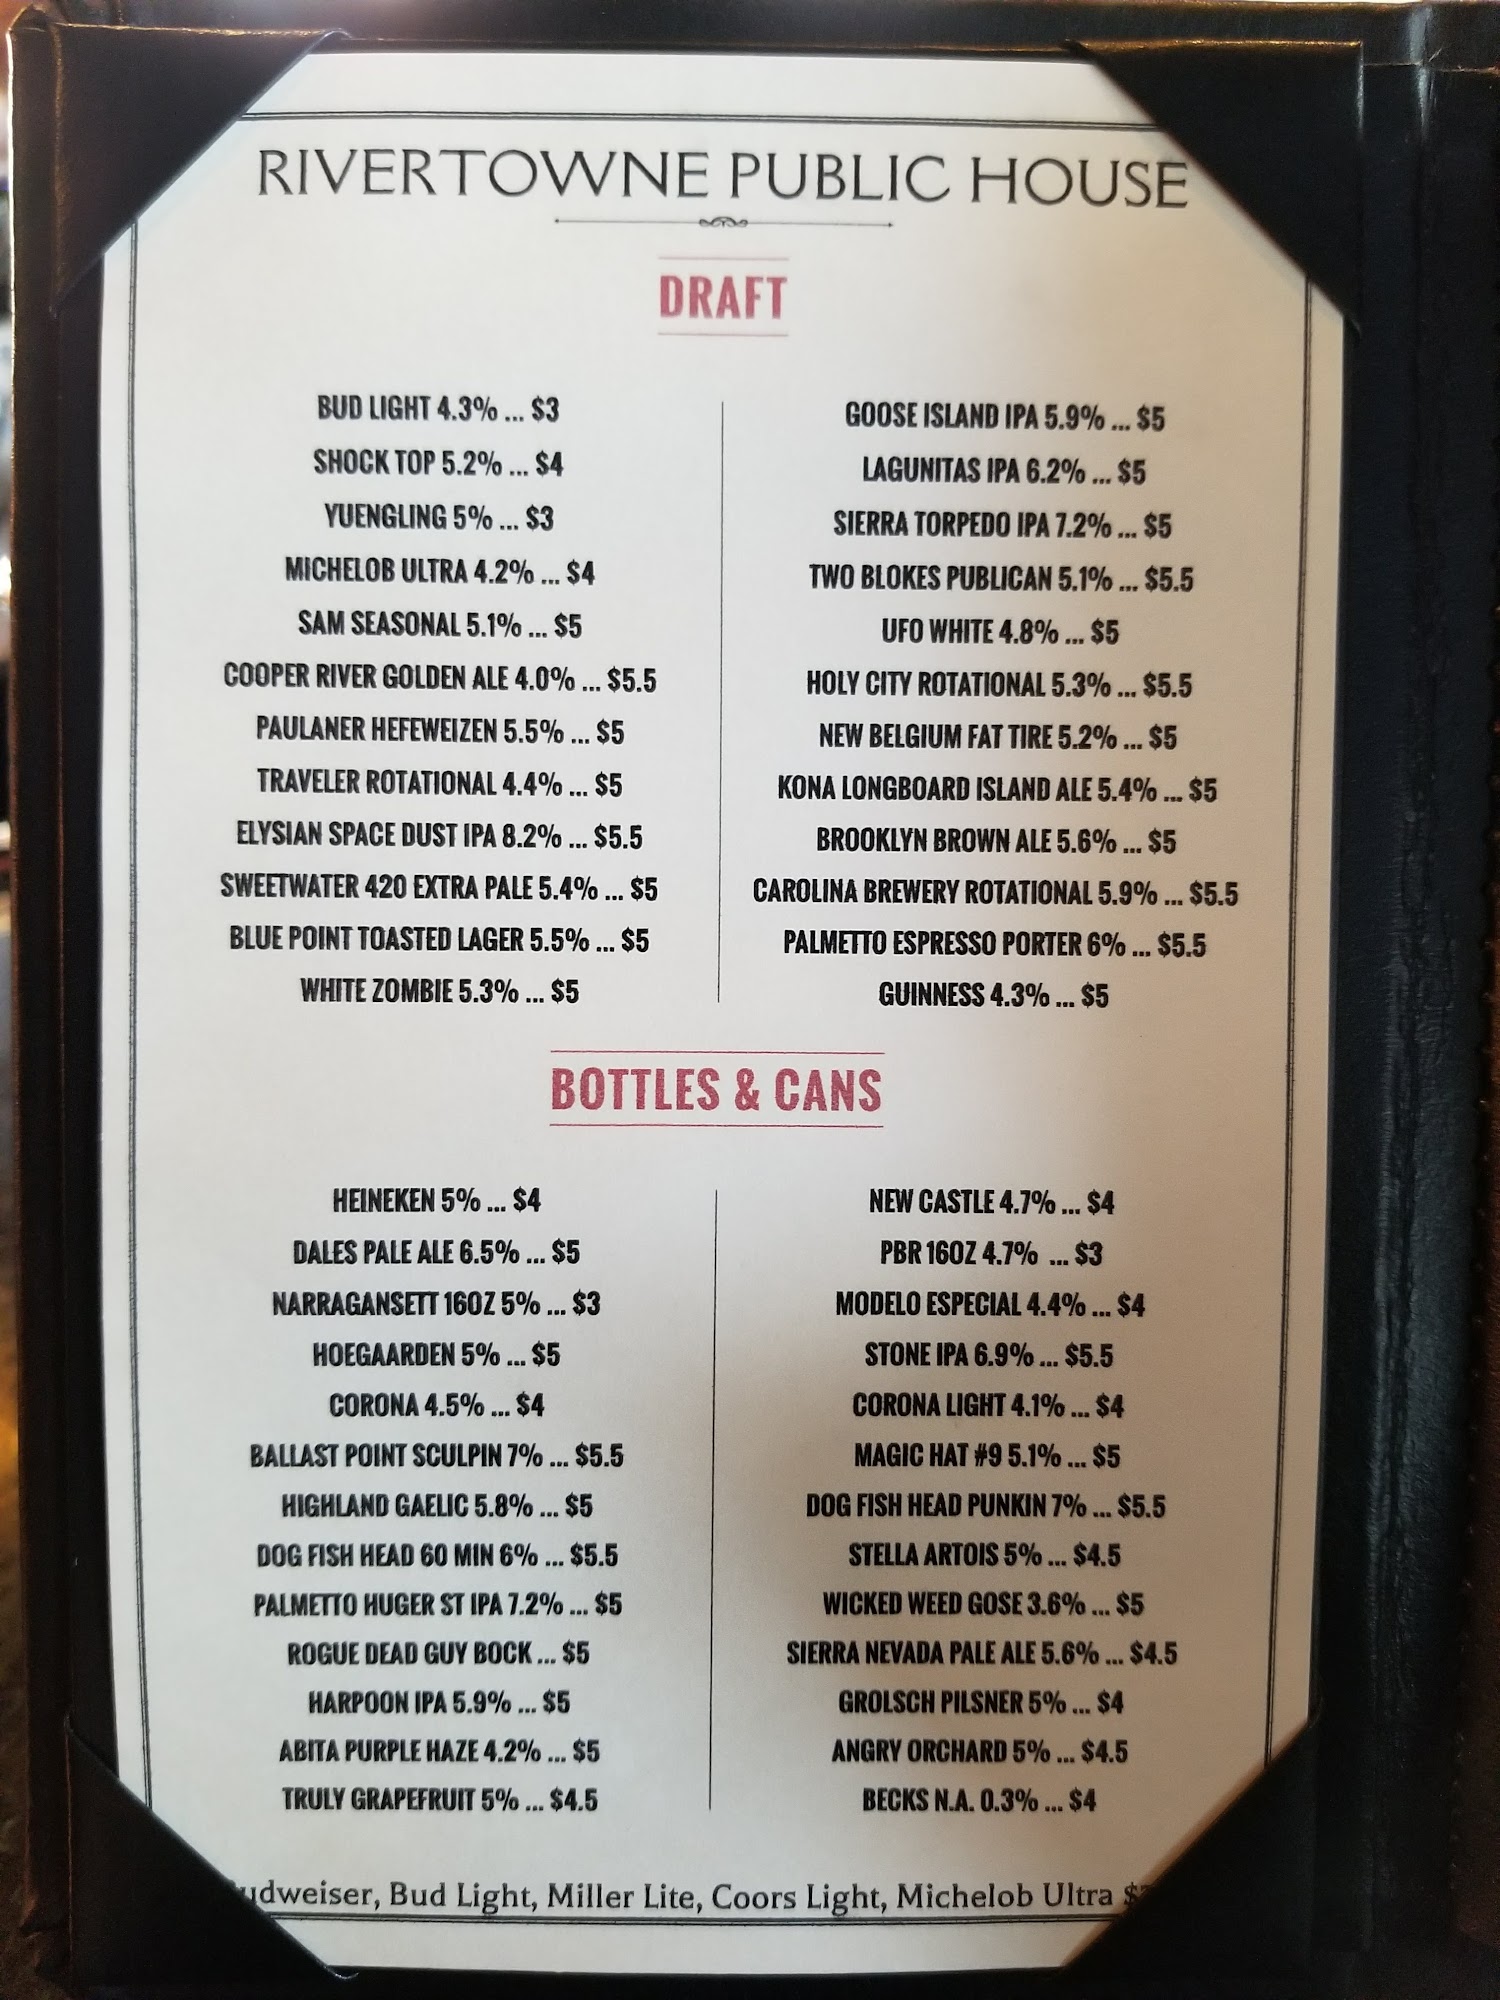 RIVERTOWNE PUBLIC HOUSE
DRAFT
BUD LIGHT 4.3% ... $3
SHOCK TOP 5.2% ... $4
YUENGLING 5% ... $3
MICHELOB ULTRA 4.2% ... $4
SAM SEASONAL 5.1% ... $5
COOPER RIVER GOLDEN ALE 4.0% ... $5.5
PAULANER HEFEWEIZEN 5.5% ... $5
TRAVELER ROTATIONAL 4.4% ... $5
ELYSIAN SPACE DUST IPA 8.2% ... $5.5
SWEETWATER 420 EXTRA PALE 5.4% ... $5
BLUE POINT TOASTED LAGER 5.5% ... $5
WHITE ZOMBIE 5.3% ... $5
GOOSE ISLAND IPA 5.9% ... $5
LAGUNITAS IPA 6.2% ... $5
SIERRA TORPEDO IPA 7.2% ... $5
TWO BLOKES PUBLICAN 5.1% ... $5.5
UFO WHITE 4.8% ... $5
HOLY CITY ROTATIONAL 5.3% ... $5.5
NEW BELGIUM FAT TIRE 5.2% ... $5
KONA LONGBOARD ISLAND ALE 5.4% ... $5
BROOKLYN BROWN ALE 5.6% ... $5
CAROLINA BREWERY ROTATIONAL 5.9% ... $5.5
PALMETTO ESPRESSO PORTER 6% ... $5.5
GUINNESS 4.3% ... $5
BOTTLES & CANS
HEINEKEN 5% ... $4
DALES PALE ALE 6.5% ... $5
NARRAGANSETT 16OZ 5% ... $3
HOEGAARDEN 5% ... $5
CORONA 4.5% ... $4
BALLAST POINT SCULPIN 7% ... $5.5
HIGHLAND GAELIC 5.8% ... $5
DOG FISH HEAD 60 MIN 6% ... $5.5
PALMETTO HUGER ST IPA 7.2% ... $5
ROGUE DEAD GUY BOCK ... $5
HARPOON IPA 5.9% ... $5
ABITA PURPLE HAZE 4.2% ... $5
TRULY GRAPEFRUIT 5% ... $4.5
NEW CASTLE 4.7% ... $4
PBR 16OZ 4.7% ... $3
MODELO ESPECIAL 4.4% ... $4
STONE IPA 6.9% ... $5.5
CORONA LIGHT 4.1% ... $4
MAGIC HAT #9 5.1% ... $5
DOG FISH HEAD PUNKIN 7% ... $5.5
STELLA ARTOIS 5% ... $4.5
WICKED WEED GOSE 3.6% ... $5
SIERRA NEVADA PALE ALE 5.6% ... $4.5
GROLSCH PILSNER 5% ... $4
ANGRY ORCHARD 5% ... $4.5
BECKS N.A. 0.3% ... $4
udweiser, Bud Light, Miller Lite, Coors Light, Michelob Ultra